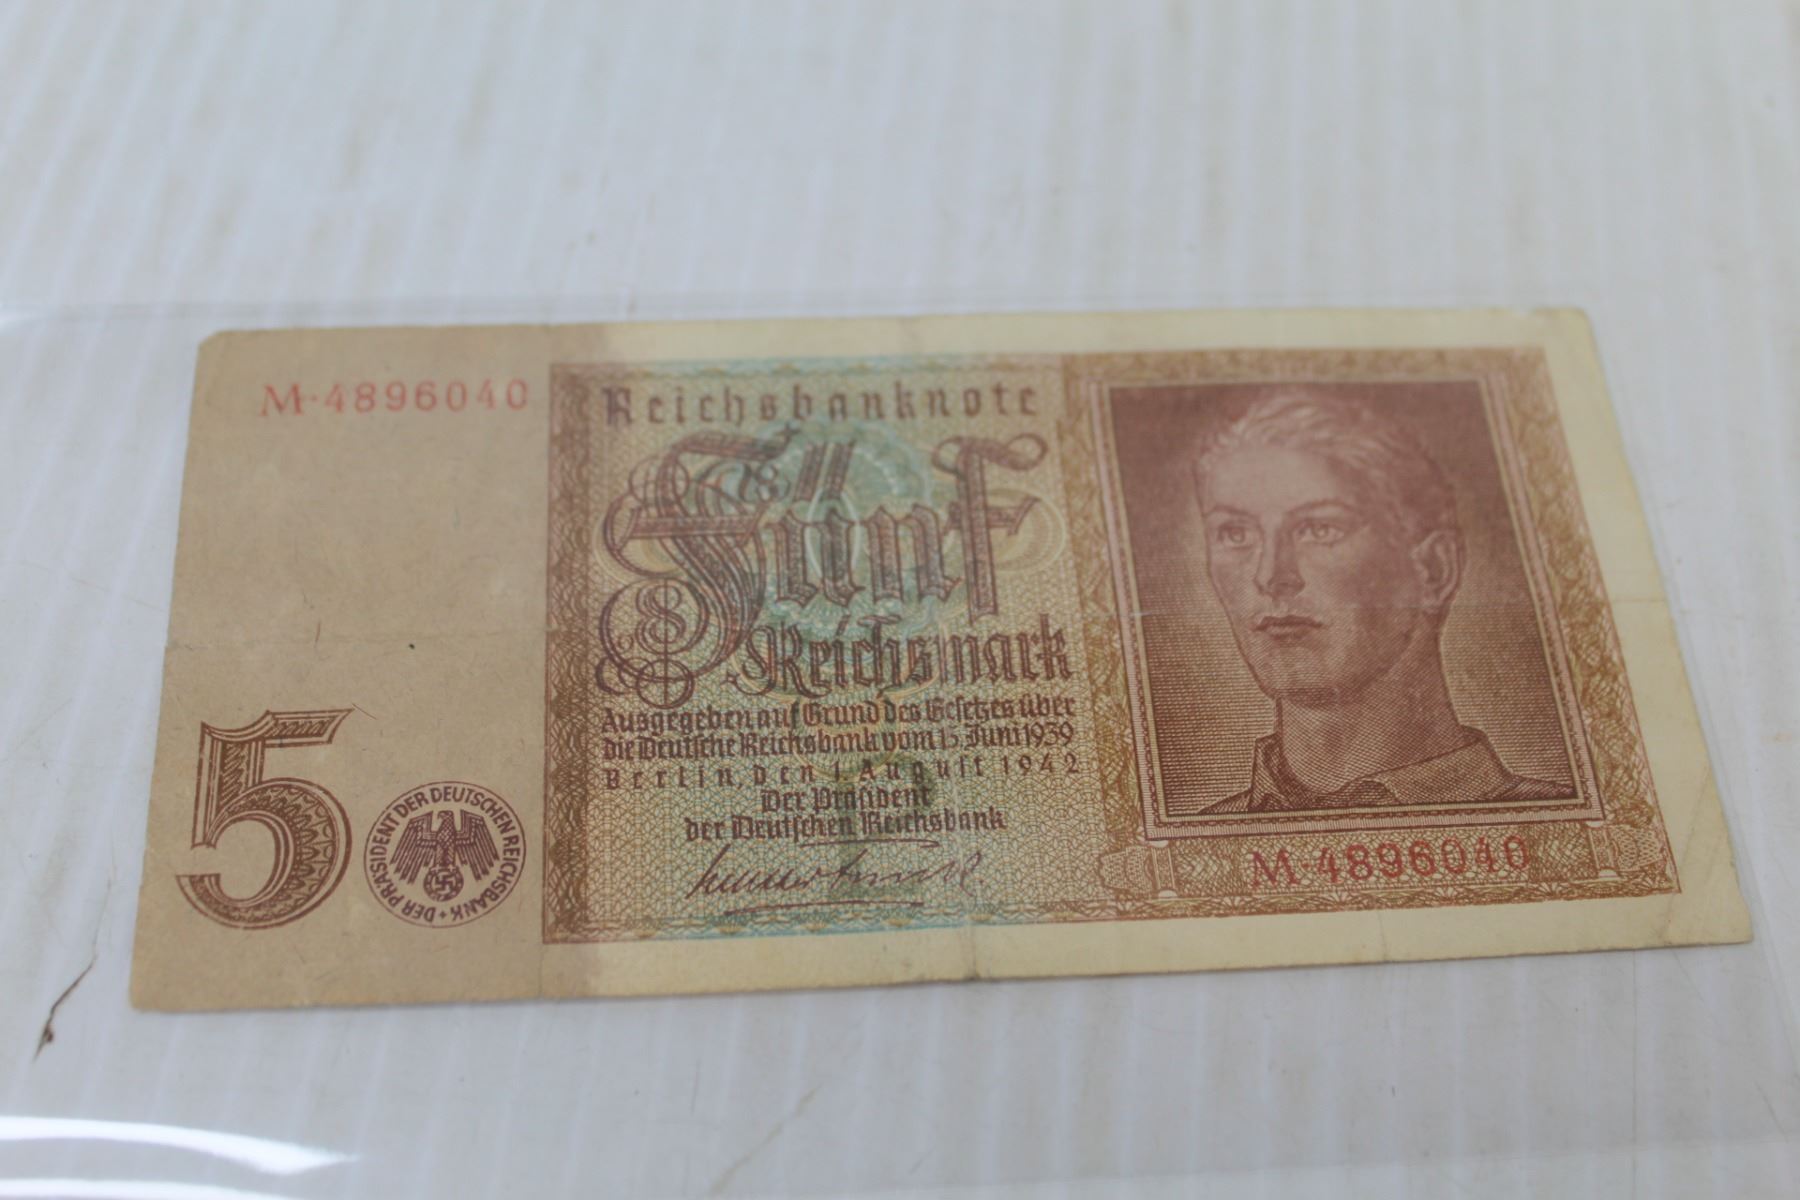 M·4896040
Reichsbanknote
Fünf
Reichsmark
Ausgegeben auf Grund des Gesetzes über
die Deutsche Reichsbank vom 15. Juni 1939
Berlin, den 1. August 1942
Der Präsident
der Deutschen Reichsbank
5
DER PRÆSIDENT DER DEUTSCHEN REICHSBANK +
M·4896040